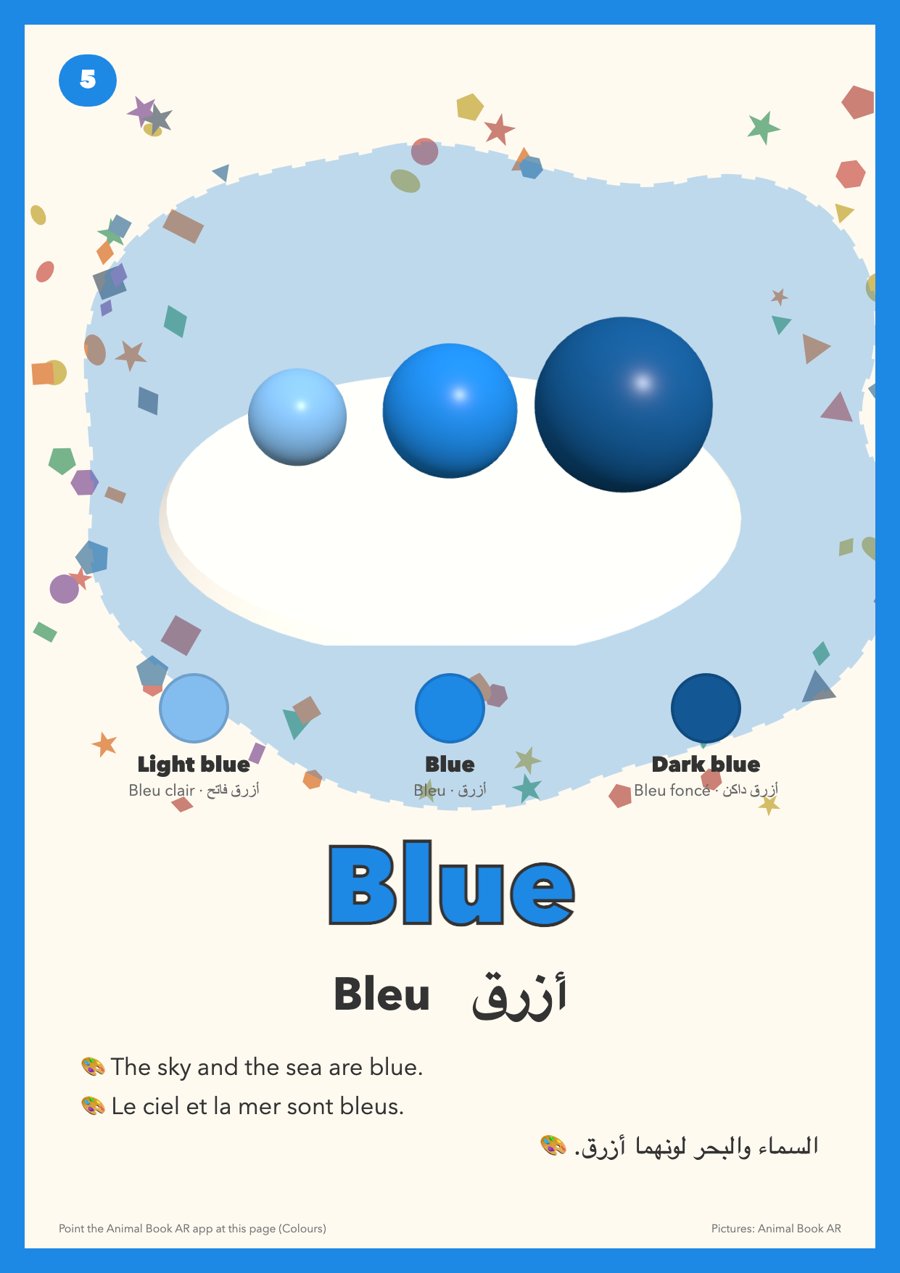 5
Light blue
Bleu clair · أزرق فاتح
Blue
Bleu · أزرق
Dark blue
Bleu foncé · أزرق داكن
Blue
Bleu أزرق
The sky and the sea are blue.
Le ciel et la mer sont bleus.
السماء والبحر لونهما أزرق.
Point the Animal Book AR app at this page (Colours)
Pictures: Animal Book AR